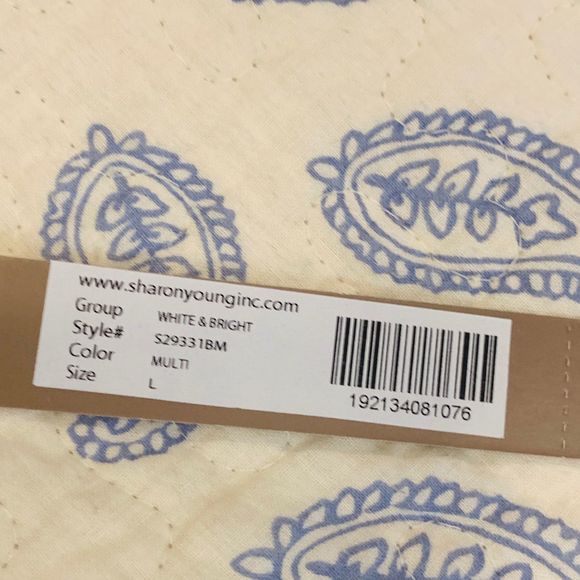 www.sharonyounginc.com
Group WHITE & BRIGHT
Style# S29331BM
Color MULTI
Size L
192134081076